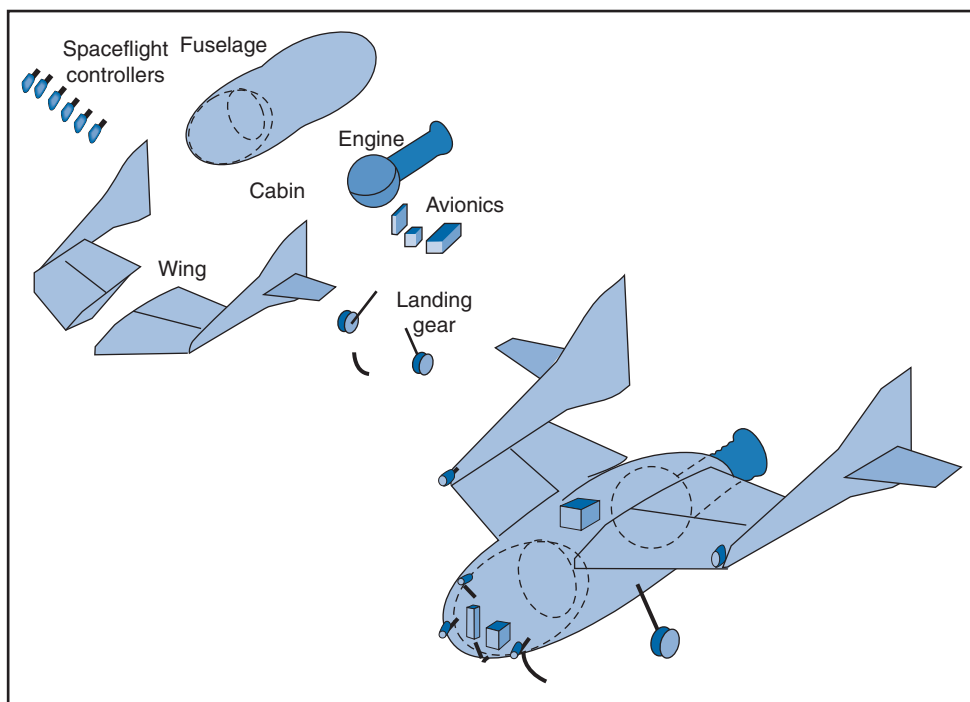 Spaceflight
controllers
Fuselage
Engine
Cabin
Avionics
Wing
Landing
gear